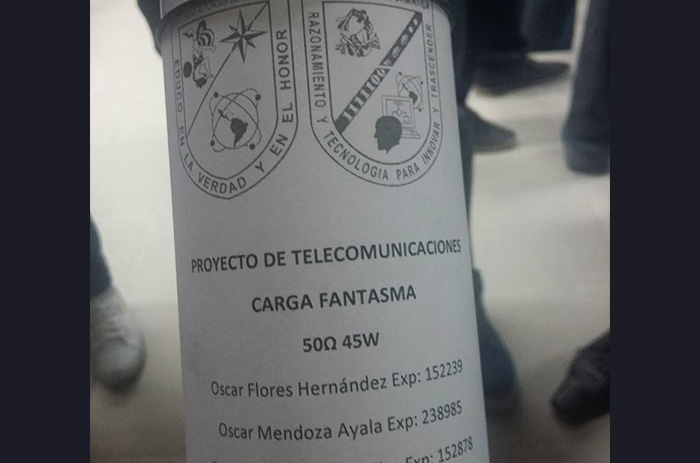 EDUCO EN LA VERDAD Y EN EL HONOR
RAZONAMIENTO Y TECNOLOGIA PARA INNOVAR Y TRASCENDER
PROYECTO DE TELECOMUNICACIONES
CARGA FANTASMA
50Ω 45W
Oscar Flores Hernández Exp: 152239
Oscar Mendoza Ayala Exp: 238985
Exp: 152878